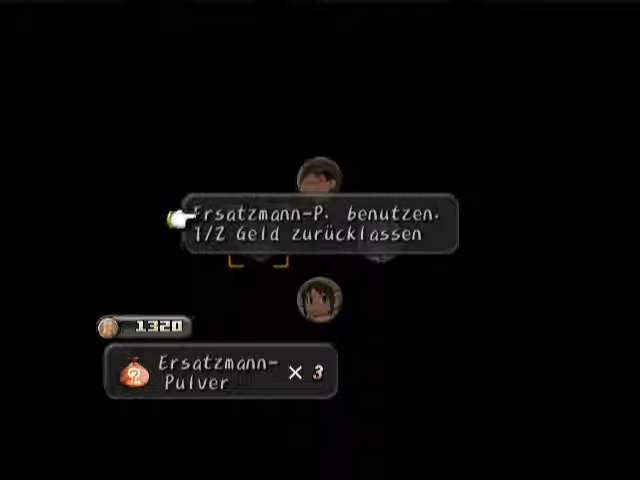 Ersatzmann-P. benutzen.
1/2 Geld zurücklassen
1320
Ersatzmann-
Pulver × 3